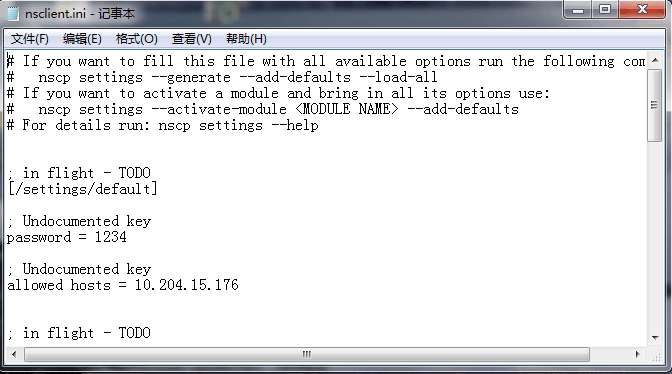 nsclient.ini - 记事本
文件(F) 编辑(E) 格式(O) 查看(V) 帮助(H)
# If you want to fill this file with all available options run the following com
#   nscp settings --generate --add-defaults --load-all
# If you want to activate a module and bring in all its options use:
#   nscp settings --activate-module <MODULE NAME> --add-defaults
# For details run: nscp settings --help
; in flight - TODO
[/settings/default]
; Undocumented key
password = 1234
; Undocumented key
allowed hosts = 10.204.15.176
; in flight - TODO